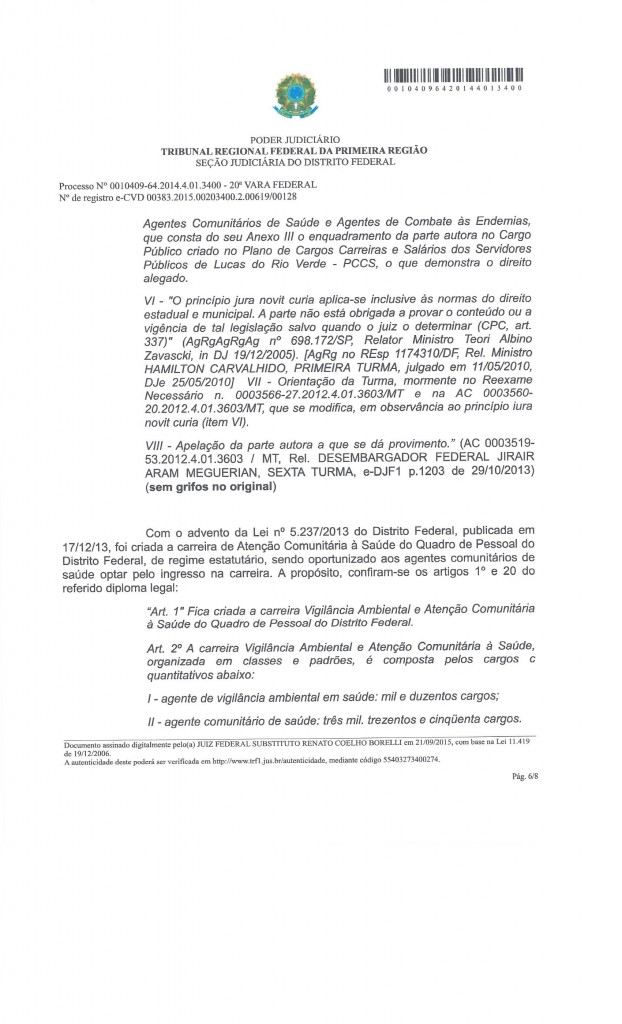 00104096420144013400
PODER JUDICIÁRIO
TRIBUNAL REGIONAL FEDERAL DA PRIMEIRA REGIÃO
SEÇÃO JUDICIÁRIA DO DISTRITO FEDERAL
Processo Nº 0010409-64.2014.4.01.3400 - 20ª VARA FEDERAL
Nº de registro e-CVD 00383.2015.00203400.2.00619/00128
Agentes Comunitários de Saúde e Agentes de Combate às Endemias,
que consta do seu Anexo III o enquadramento da parte autora no Cargo
Público criado no Plano de Cargos Carreiras e Salários dos Servidores
Públicos de Lucas do Rio Verde - PCCS, o que demonstra o direito
alegado.
VI - "O princípio jura novit curia aplica-se inclusive às normas do direito
estadual e municipal. A parte não está obrigada a provar o conteúdo ou a
vigência de tal legislação salvo quando o juiz o determinar (CPC, art.
337)" (AgRgAgRgAg nº 698.172/SP, Relator Ministro Teori Albino
Zavascki, in DJ 19/12/2005). [AgRg no REsp 1174310/DF, Rel. Ministro
HAMILTON CARVALHIDO, PRIMEIRA TURMA, julgado em 11/05/2010,
DJe 25/05/2010] VII - Orientação da Turma, mormente no Reexame
Necessário n. 0003566-27.2012.4.01.3603/MT e na AC 0003560-
20.2012.4.01.3603/MT, que se modifica, em observância ao princípio iura
novit curia (item VI).
VIII - Apelação da parte autora a que se dá provimento." (AC 0003519-
53.2012.4.01.3603 / MT, Rel. DESEMBARGADOR FEDERAL JIRAIR
ARAM MEGUERIAN, SEXTA TURMA, e-DJF1 p.1203 de 29/10/2013)
(sem grifos no original)
Com o advento da Lei nº 5.237/2013 do Distrito Federal, publicada em
17/12/13, foi criada a carreira de Atenção Comunitária à Saúde do Quadro de Pessoal do
Distrito Federal, de regime estatutário, sendo oportunizado aos agentes comunitários de
saúde optar pelo ingresso na carreira. A propósito, confiram-se os artigos 1º e 20 do
referido diploma legal:
"Art. 1" Fica criada a carreira Vigilância Ambiental e Atenção Comunitária
à Saúde do Quadro de Pessoal do Distrito Federal.
Art. 2º A carreira Vigilância Ambiental e Atenção Comunitária à Saúde,
organizada em classes e padrões, é composta pelos cargos c
quantitativos abaixo:
I - agente de vigilância ambiental em saúde: mil e duzentos cargos;
II - agente comunitário de saúde: três mil. trezentos e cinqüenta cargos.
Documento assinado digitalmente pelo(a) JUIZ FEDERAL SUBSTITUTO RENATO COELHO BORELLI em 21/09/2015, com base na Lei 11.419
de 19/12/2006.
A autenticidade deste poderá ser verificada em http://www.trf1.jus.br/autenticidade, mediante código 55403273400274.
Pág. 6/8